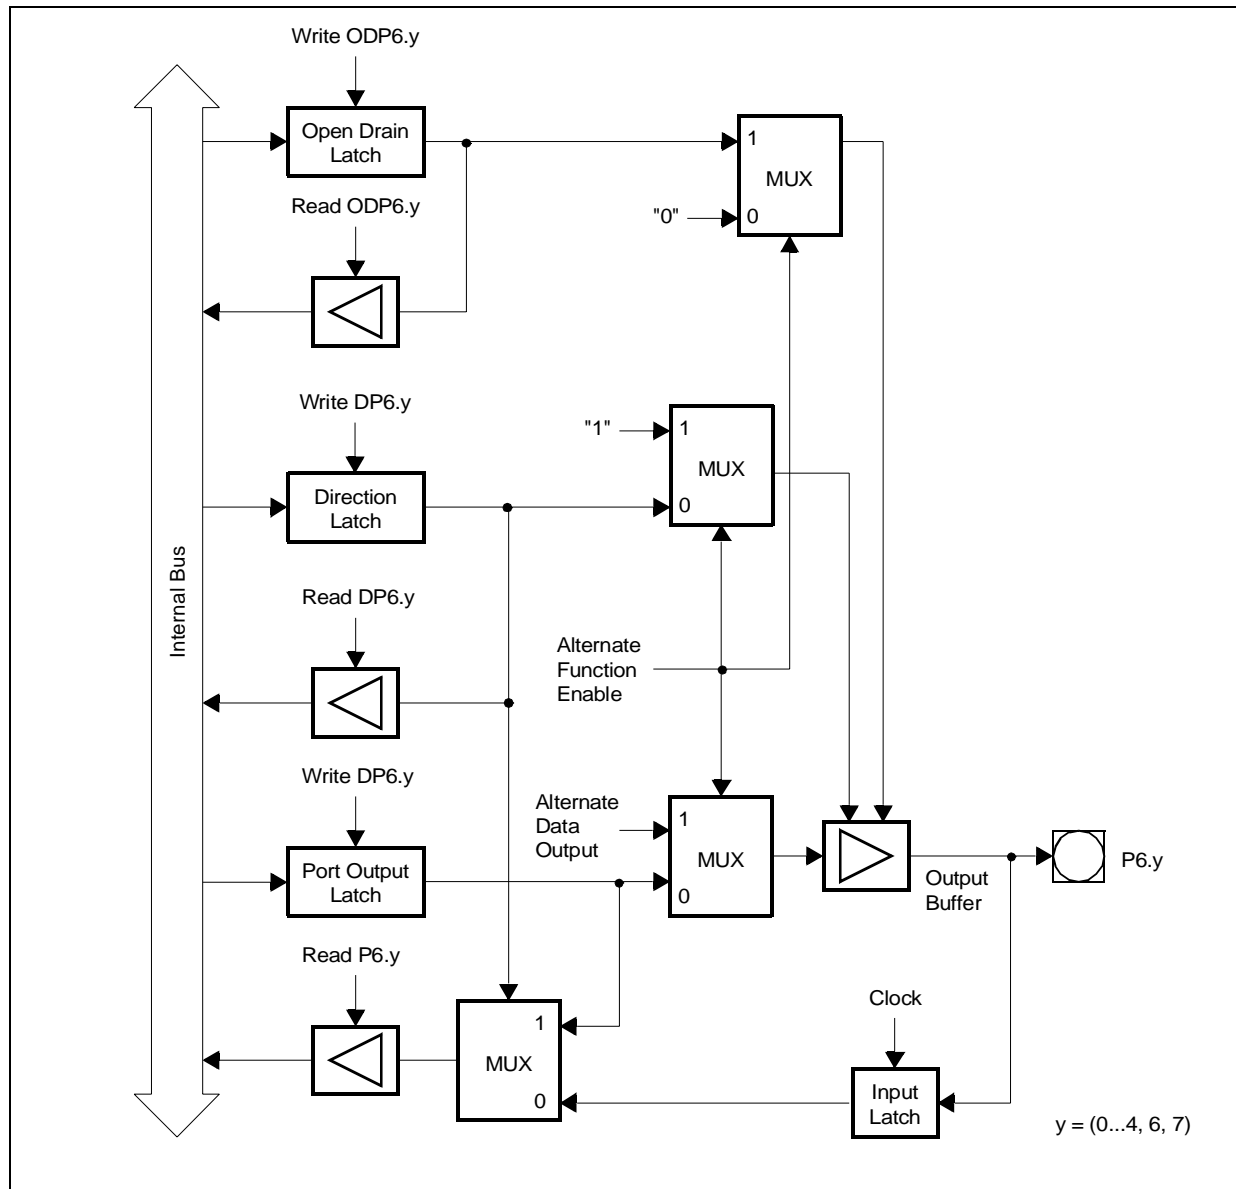 Write ODP6.y
Open Drain
Latch
1
MUX
"0"
0
Read ODP6.y
Write DP6.y
"1"
1
MUX
Direction
Latch
0
Internal Bus
Read DP6.y
Alternate
Function
Enable
Write DP6.y
Alternate
Data
Output
1
MUX
0
Port Output
Latch
Output
Buffer
P6.y
Read P6.y
1
MUX
0
Clock
Input
Latch
y = (0...4, 6, 7)